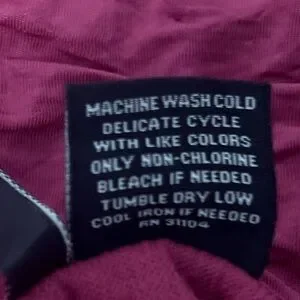 MACHINE WASH COLD
DELICATE CYCLE
WITH LIKE COLORS
ONLY NON-CHLORINE
BLEACH IF NEEDED
TUMBLE DRY LOW
COOL IRON IF NEEDED
RN 31104